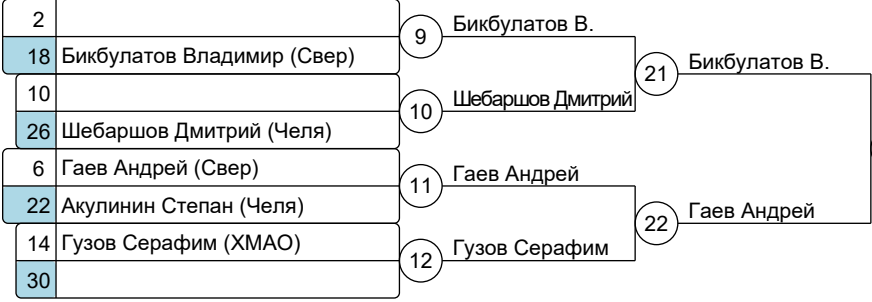 2
18 Бикбулатов Владимир (Свер)
9 Бикбулатов В.
10
26 Шебаршов Дмитрий (Челя)
10 Шебаршов Дмитрий
21 Бикбулатов В.
6 Гаев Андрей (Свер)
22 Акулинин Степан (Челя)
11 Гаев Андрей
14 Гузов Серафим (ХМАО)
30
12 Гузов Серафим
22 Гаев Андрей